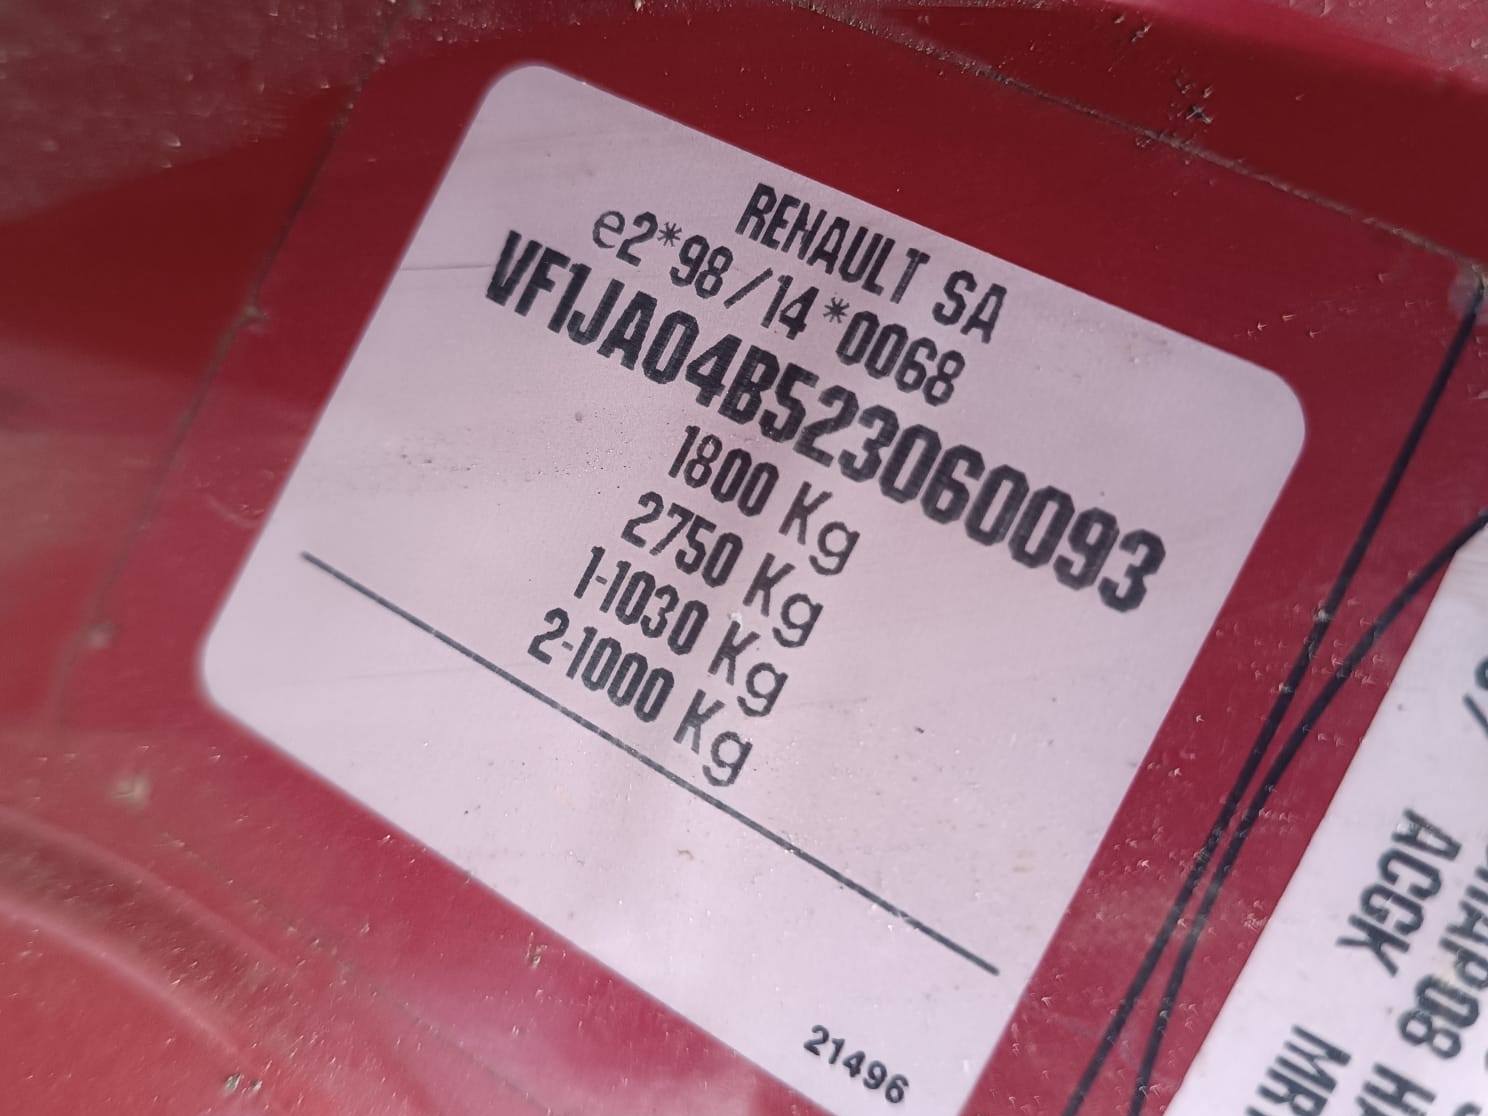 RENAULT SA
e2*98/14*0068
VF1JA04B523060093
1800 Kg
2750 Kg
1-1030 Kg
2-1000 Kg
21496
08 H
ACGK